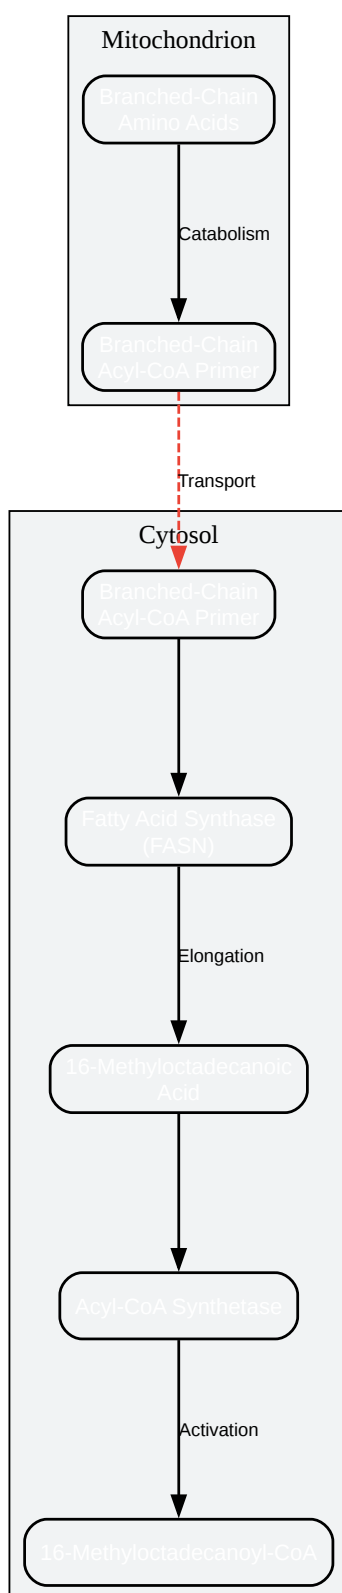 Mitochondrion
Branched-Chain
Amino Acids
Catabolism
Branched-Chain
Acyl-CoA Primer
Transport
Cytosol
Branched-Chain
Acyl-CoA Primer
Fatty Acid Synthase
(FASN)
Elongation
16-Methyloctadecanoic
Acid
Acyl-CoA Synthetase
Activation
16-Methyloctadecanoyl-CoA